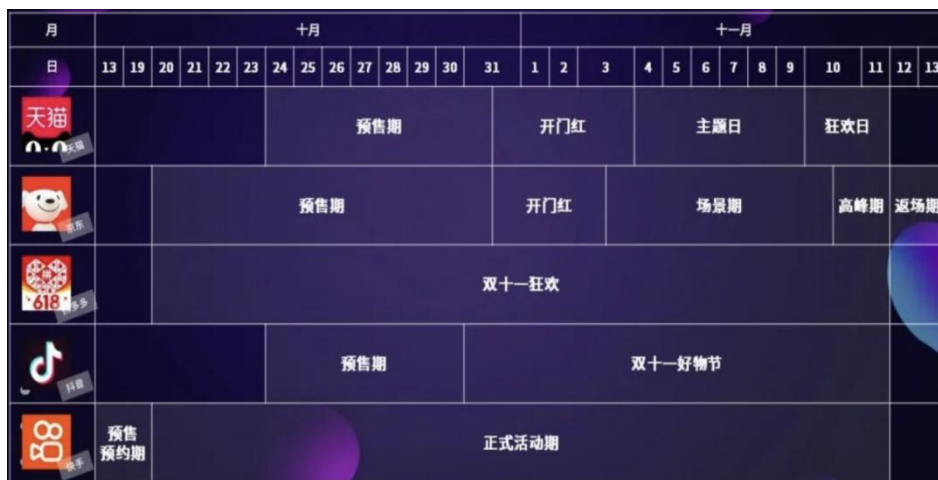 月 十月 十一月
日 13 19 20 21 22 23 24 25 26 27 28 29 30 31 1 2 3 4 5 6 7 8 9 10 11 12 13
天猫
天猫
预售期 开门红 主题日 狂欢日
京东
预售期 开门红 场景期 高峰期 返场期
618
拼多多
双十一狂欢
抖音
预售期 双十一好物节
快手
预售
预约期
正式活动期